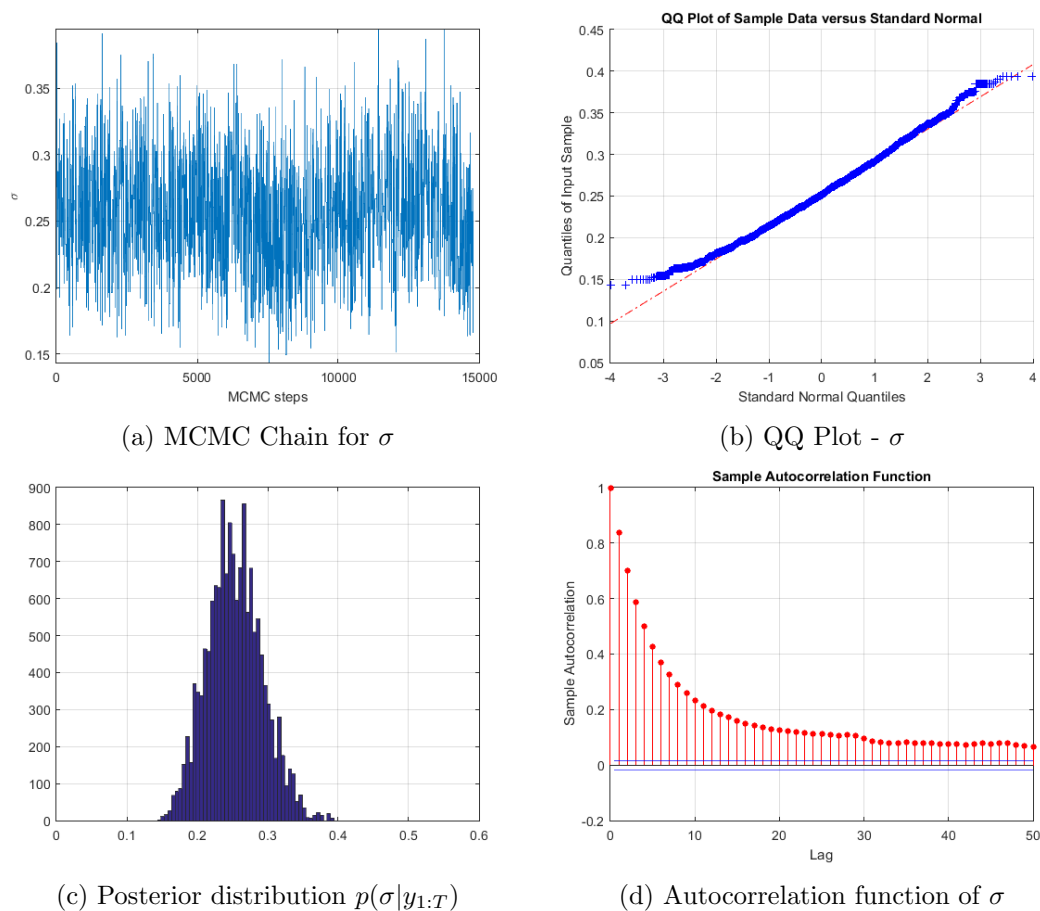 0.35
0.3
0.25
0.2
0.15
σ
0 5000 10000 15000
MCMC steps
(a) MCMC Chain for σ
QQ Plot of Sample Data versus Standard Normal
0.45
0.4
0.35
0.3
0.25
0.2
0.15
0.1
0.05
Quantiles of Input Sample
-4 -3 -2 -1 0 1 2 3 4
Standard Normal Quantiles
(b) QQ Plot - σ
900
800
700
600
500
400
300
200
100
0
0 0.1 0.2 0.3 0.4 0.5 0.6
(c) Posterior distribution p(σ|y1:T)
Sample Autocorrelation Function
1
0.8
0.6
0.4
0.2
0
-0.2
Sample Autocorrelation
0 10 20 30 40 50
Lag
(d) Autocorrelation function of σ